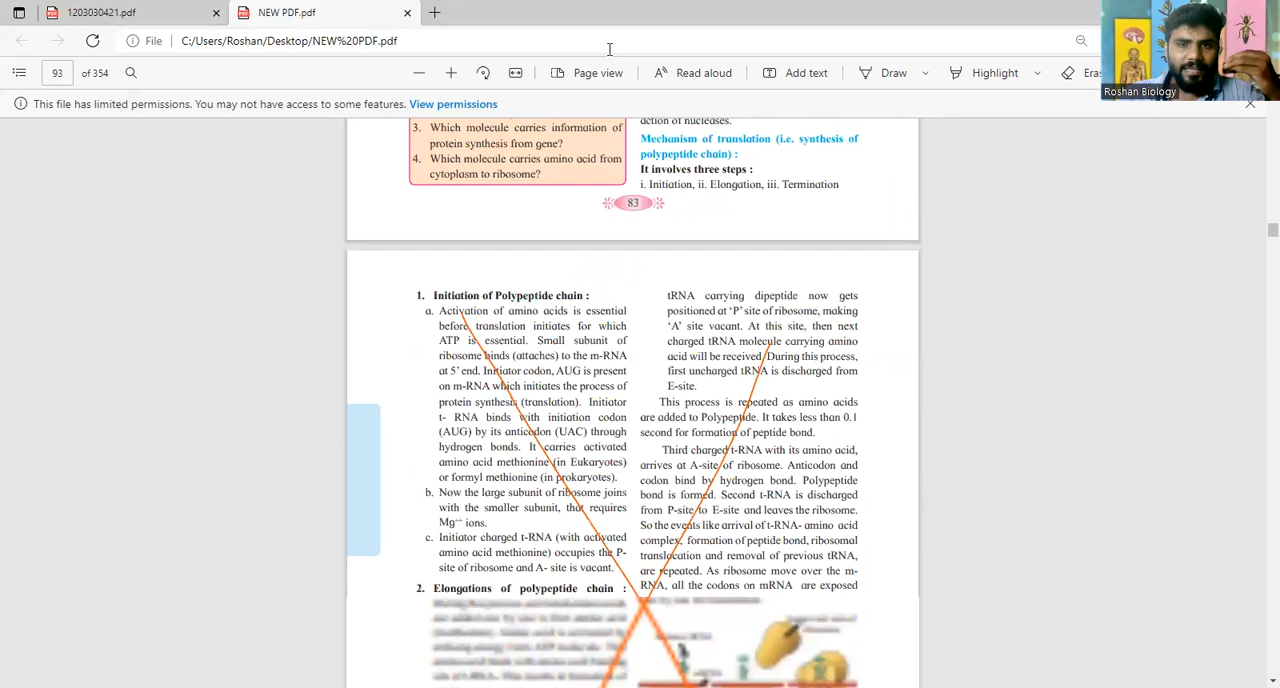 1203030421.pdf
NEW PDF.pdf
File
C:/Users/Roshan/Desktop/NEW%20PDF.pdf
93 of 354
Page view
Read aloud
Add text
Draw
Highlight
Eras
Roshan Biology
This file has limited permissions. You may not have access to some features. View permissions
3. Which molecule carries information of
protein synthesis from gene?
4. Which molecule carries amino acid from
cytoplasm to ribosome?
action of nucleases.
Mechanism of translation (i.e. synthesis of
polypeptide chain) :
It involves three steps :
i. Initiation, ii. Elongation, iii. Termination
83
1. Initiation of Polypeptide chain :
a. Activation of amino acids is essential
before translation initiates for which
ATP is essential. Small subunit of
ribosome binds (attaches) to the m-RNA
at 5' end. Initiator codon, AUG is present
on m-RNA which initiates the process of
protein synthesis (translation). Initiator
t- RNA binds with initiation codon
(AUG) by its anticodon (UAC) through
hydrogen bonds. It carries activated
amino acid methionine (in Eukaryotes)
or formyl methionine (in prokaryotes).
b. Now the large subunit of ribosome joins
with the smaller subunit, that requires
Mg++ ions.
c. Initiator charged t-RNA (with activated
amino acid methionine) occupies the P-
site of ribosome and A- site is vacant.
2. Elongations of polypeptide chain :
tRNA carrying dipeptide now gets
positioned at 'P' site of ribosome, making
'A' site vacant. At this site, then next
charged tRNA molecule carrying amino
acid will be received. During this process,
first uncharged tRNA is discharged from
E-site.
This process is repeated as amino acids
are added to Polypeptide. It takes less than 0.1
second for formation of peptide bond.
Third charged t-RNA with its amino acid,
arrives at A-site of ribosome. Anticodon and
codon bind by hydrogen bond. Polypeptide
bond is formed. Second t-RNA is discharged
from P-site to E-site and leaves the ribosome.
So the events like arrival of t-RNA- amino acid
complex, formation of peptide bond, ribosomal
translocation and removal of previous tRNA,
are repeated. As ribosome move over the m-
RNA, all the codons on mRNA are exposed